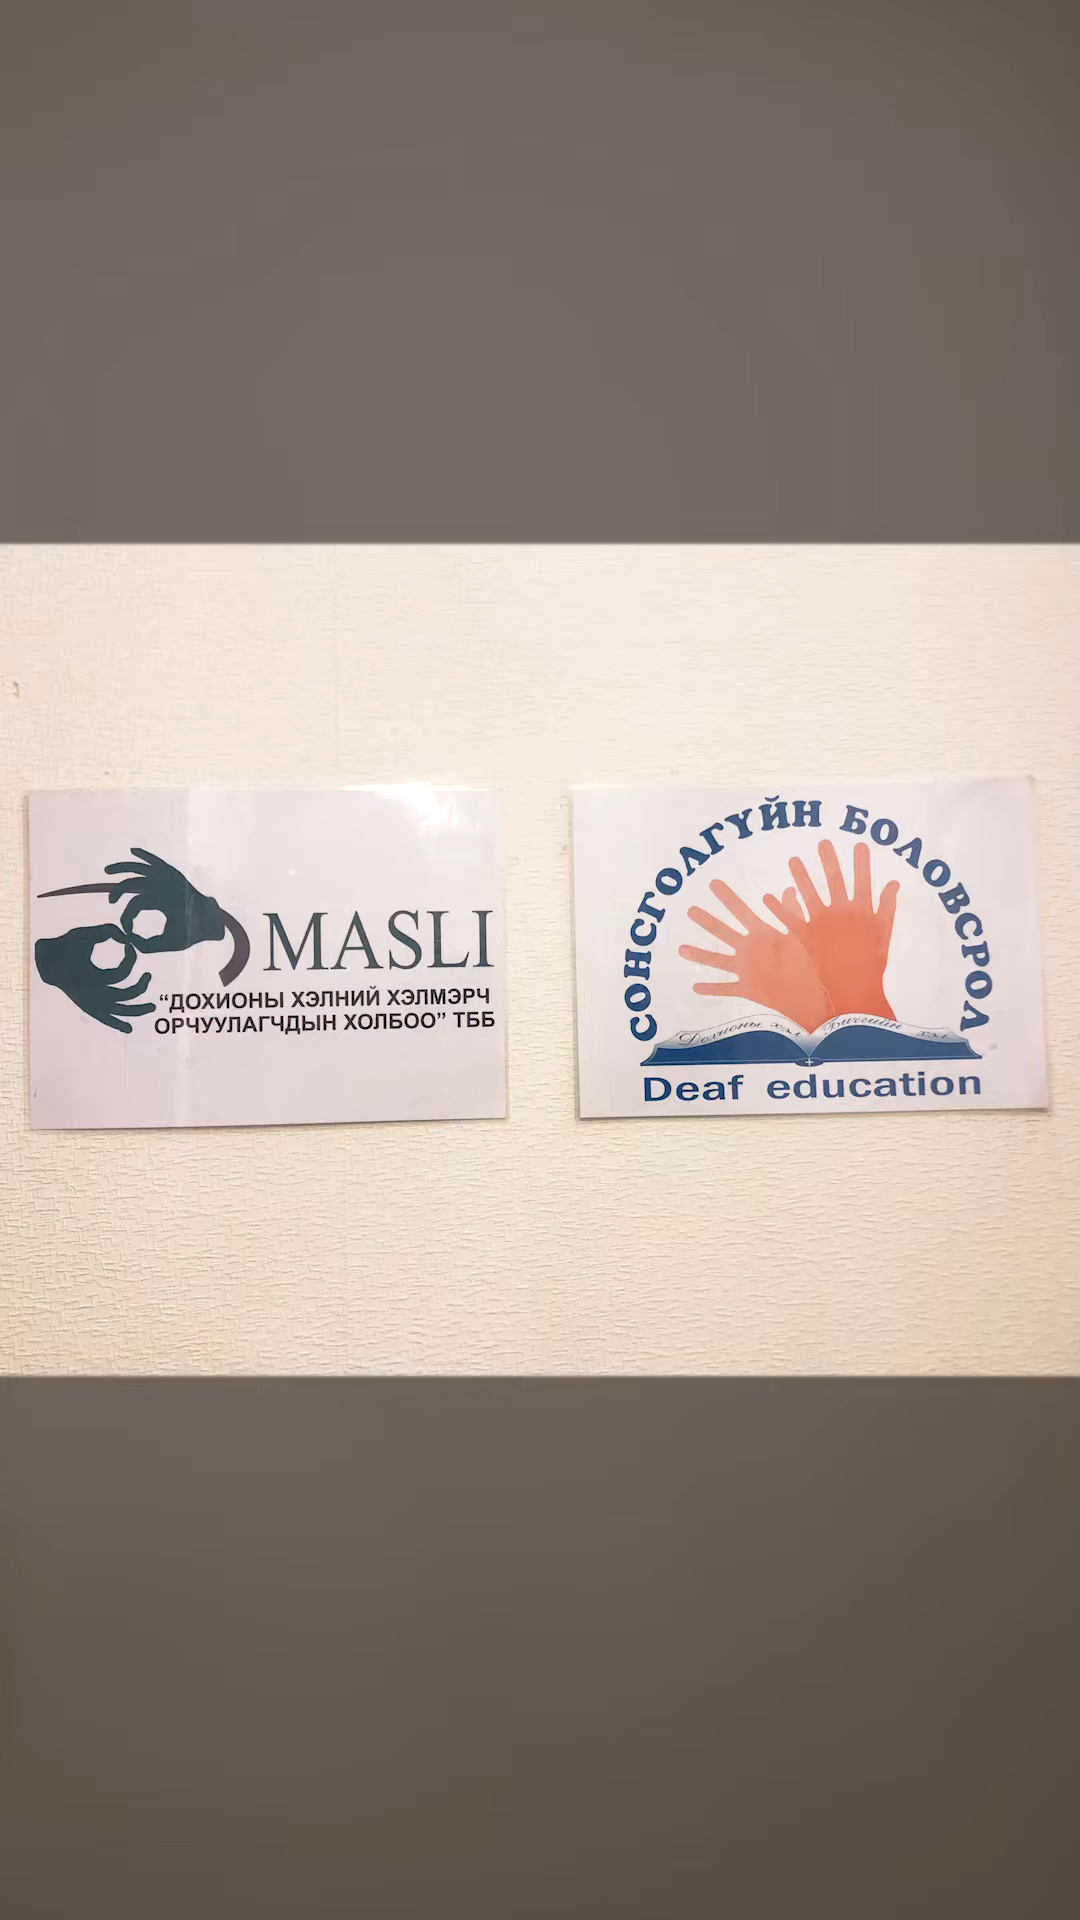 MASLI
“ДОХИОНЫ ХЭЛНИЙ ХЭЛМЭРЧ
ОРЧУУЛАГЧДЫН ХОЛБОО” ТББ
СОНСГОЛГҮЙН БОЛОВСРОЛ
Дохионы хэл
Бичгийн хэл
Deaf education